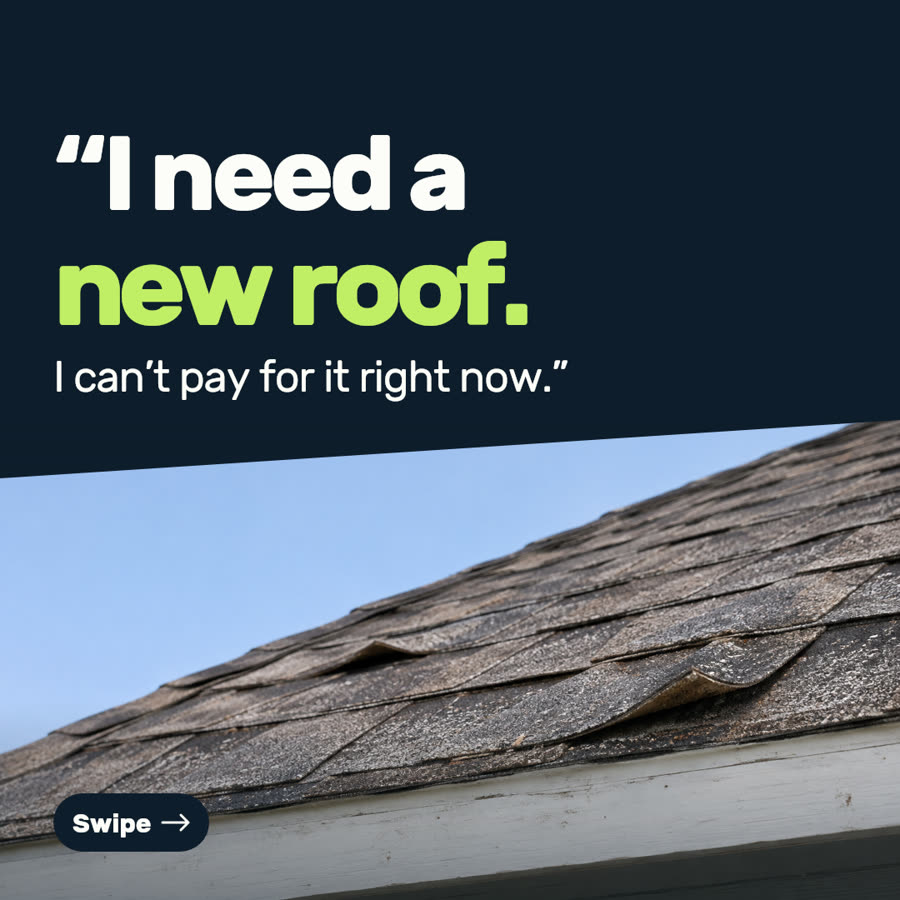 “I need a
new roof.
I can’t pay for it right now.”
Swipe →